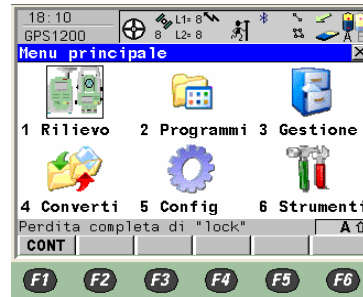 18:10
GPS1200
8
L1= 8
L2= 8
Menu principale
1 Rilievo
2 Programmi
3 Gestione
4 Converti
5 Config
6 Strumenti
Perdita completa di "lock"
A
CONT
F1
F2
F3
F4
F5
F6